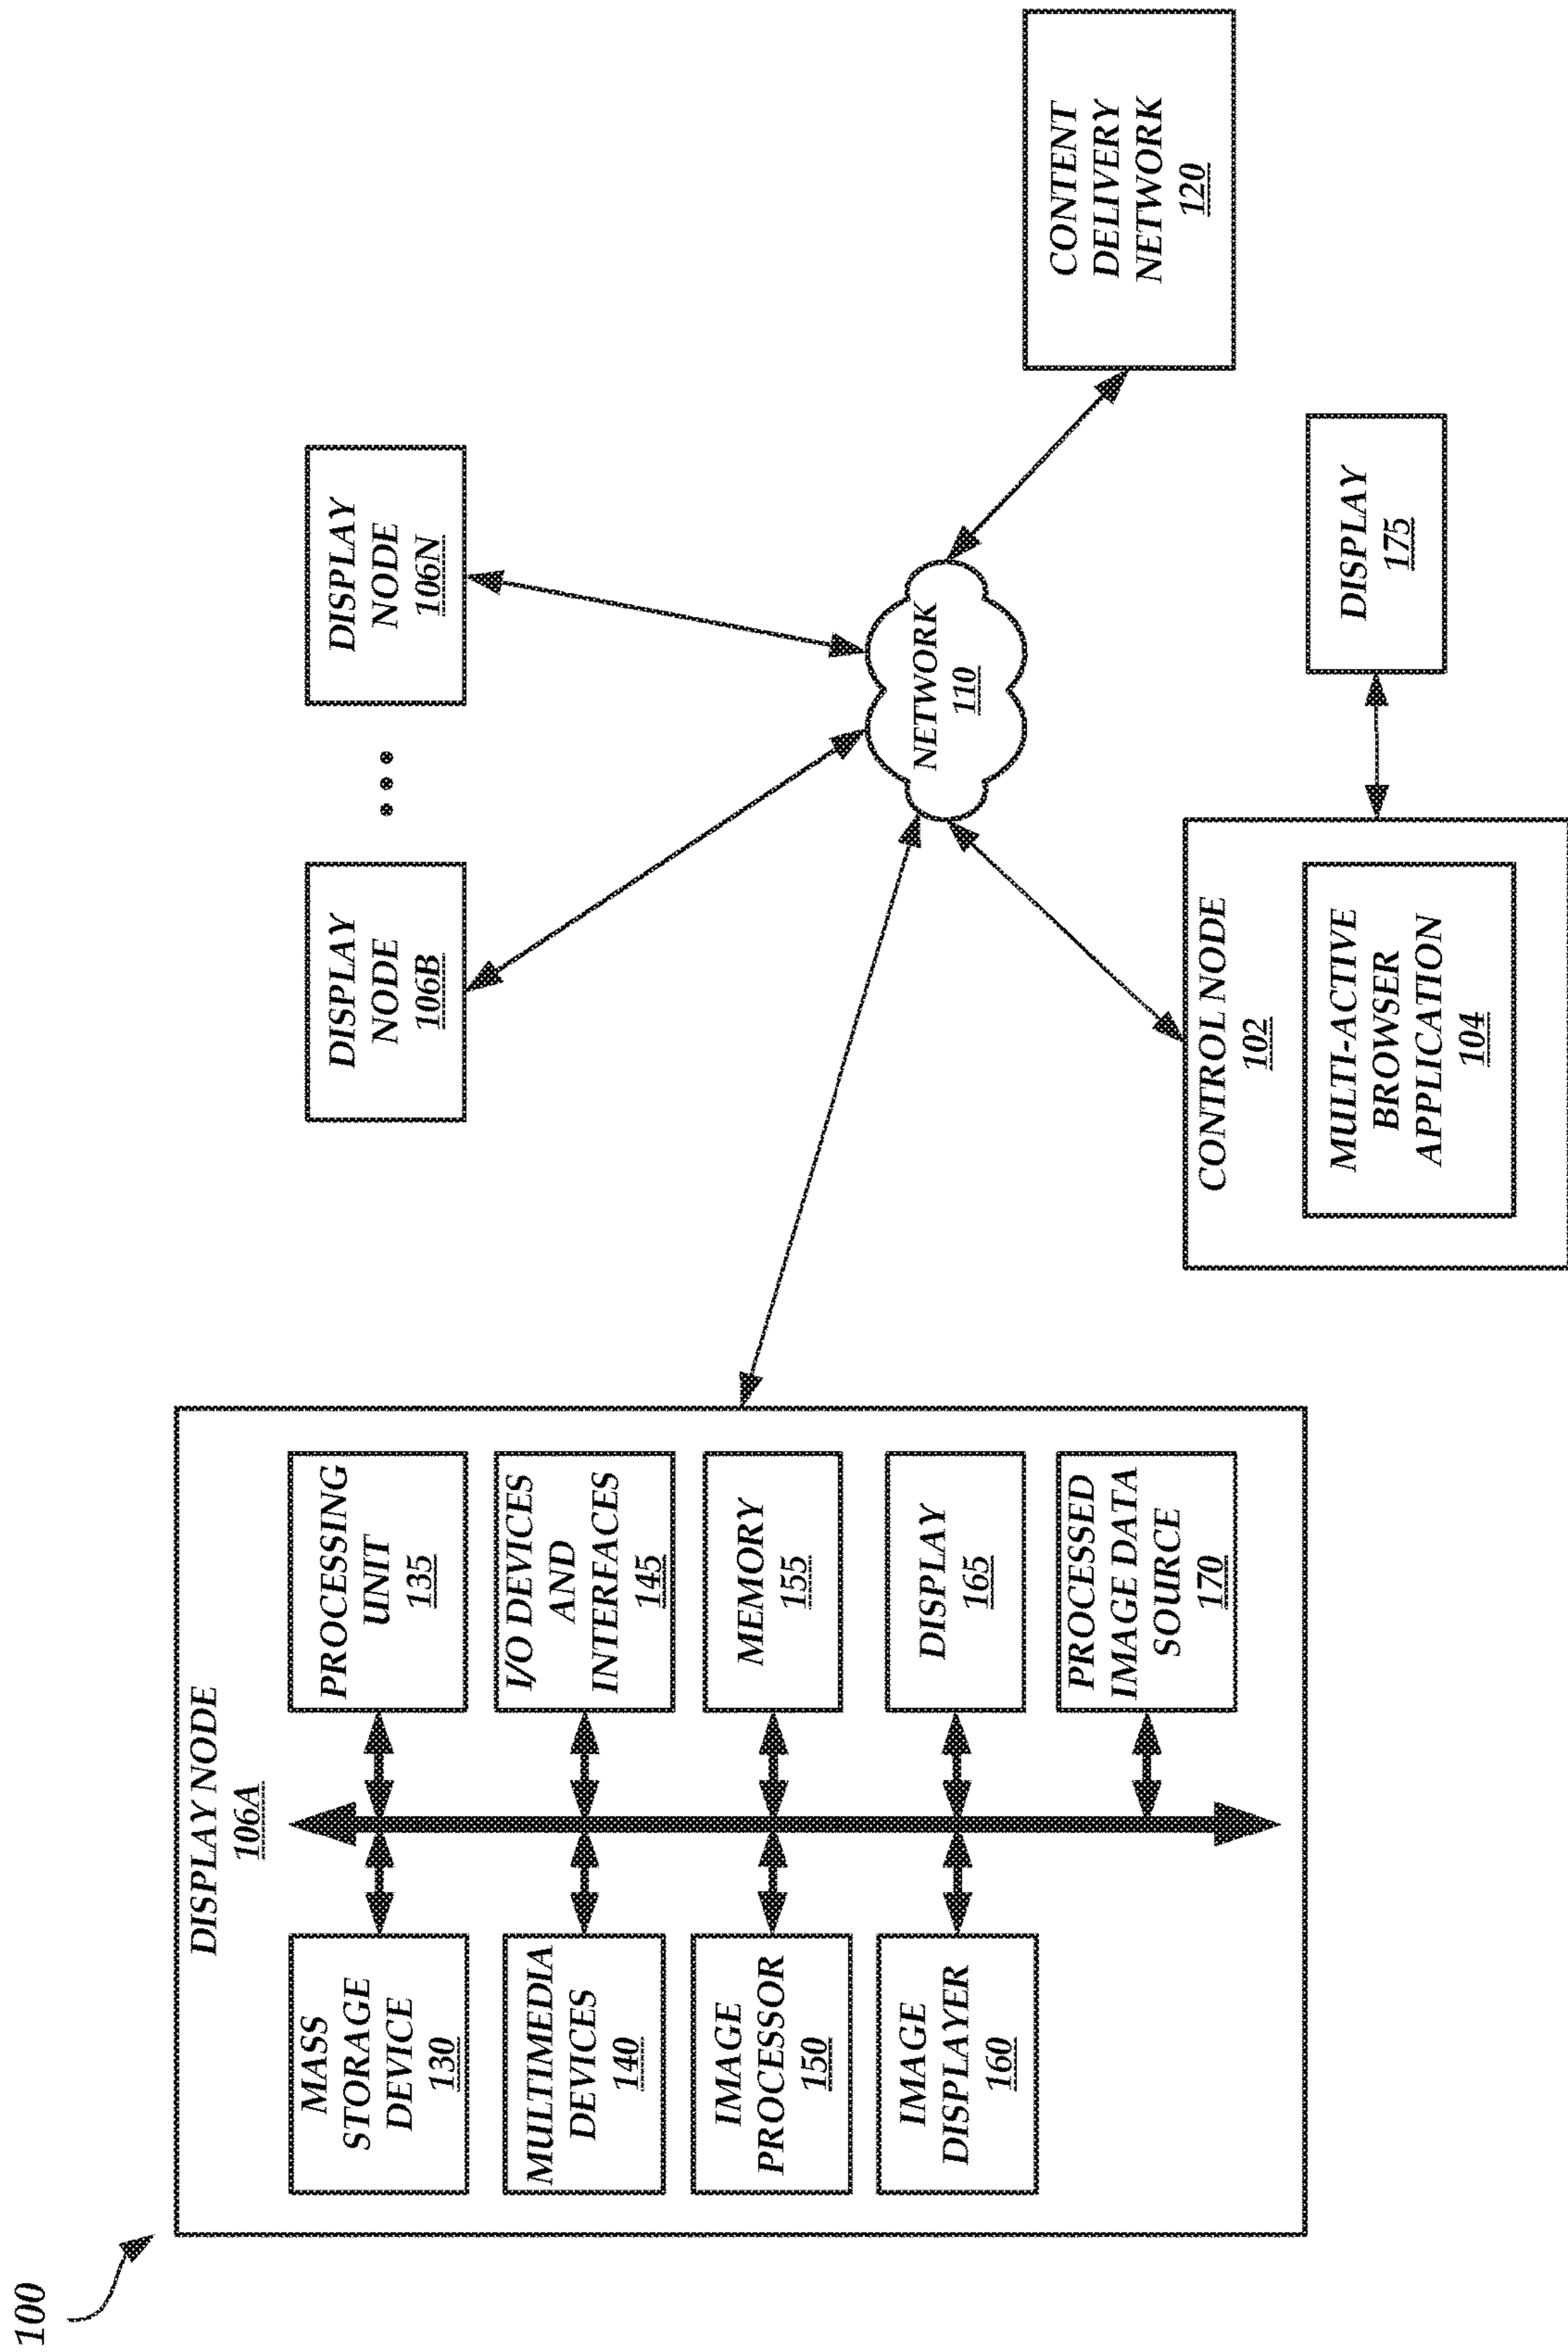 100
DISPLAY NODE
106A
MASS
STORAGE
DEVICE
130
PROCESSING
UNIT
135
MULTIMEDIA
DEVICES
140
I/O DEVICES
AND
INTERFACES
145
IMAGE
PROCESSOR
150
MEMORY
155
IMAGE
DISPLAYER
160
DISPLAY
165
PROCESSED
IMAGE DATA
SOURCE
170
DISPLAY
NODE
106B
DISPLAY
NODE
106N
NETWORK
110
CONTROL NODE
102
MULTI-ACTIVE
BROWSER
APPLICATION
104
DISPLAY
175
CONTENT
DELIVERY
NETWORK
120